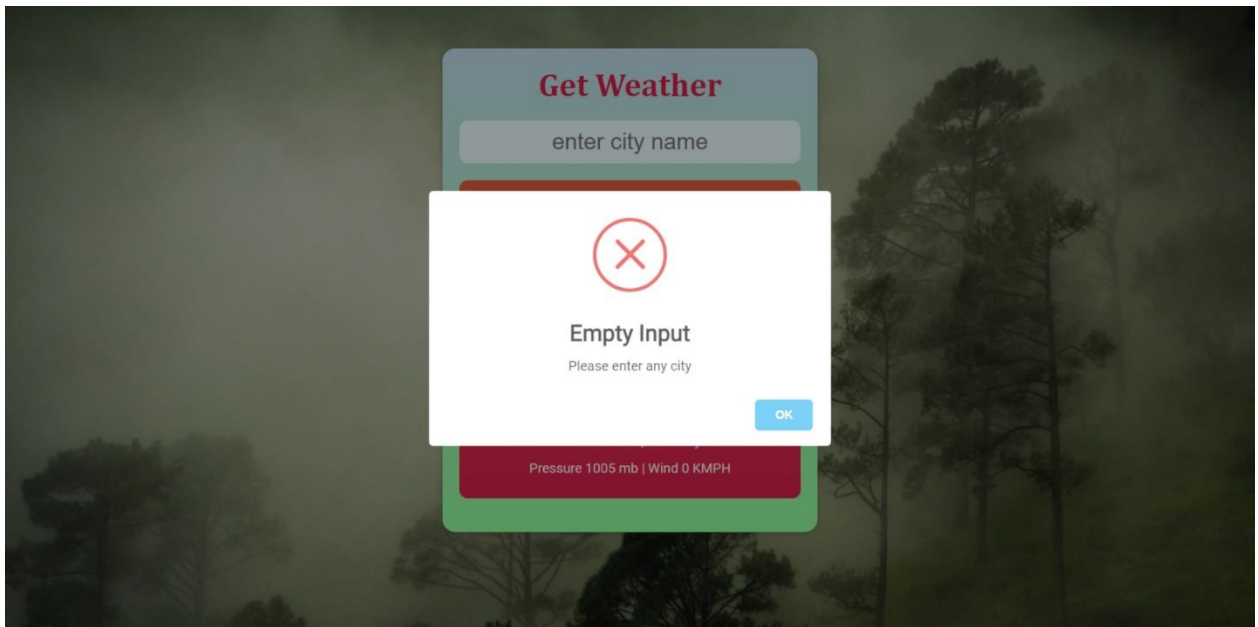 Get Weather
enter city name
Empty Input
Please enter any city
OK
Pressure 1005 mb | Wind 0 KMPH